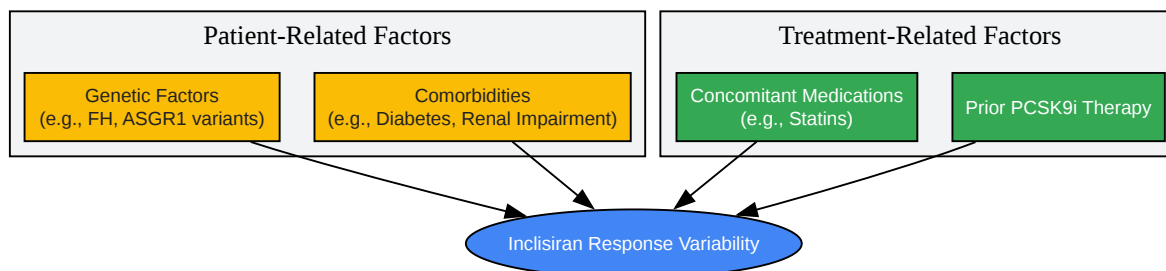 Patient-Related Factors
Genetic Factors
(e.g., FH, ASGR1 variants)
Comorbidities
(e.g., Diabetes, Renal Impairment)
Treatment-Related Factors
Concomitant Medications
(e.g., Statins)
Prior PCSK9i Therapy
Inclisiran Response Variability